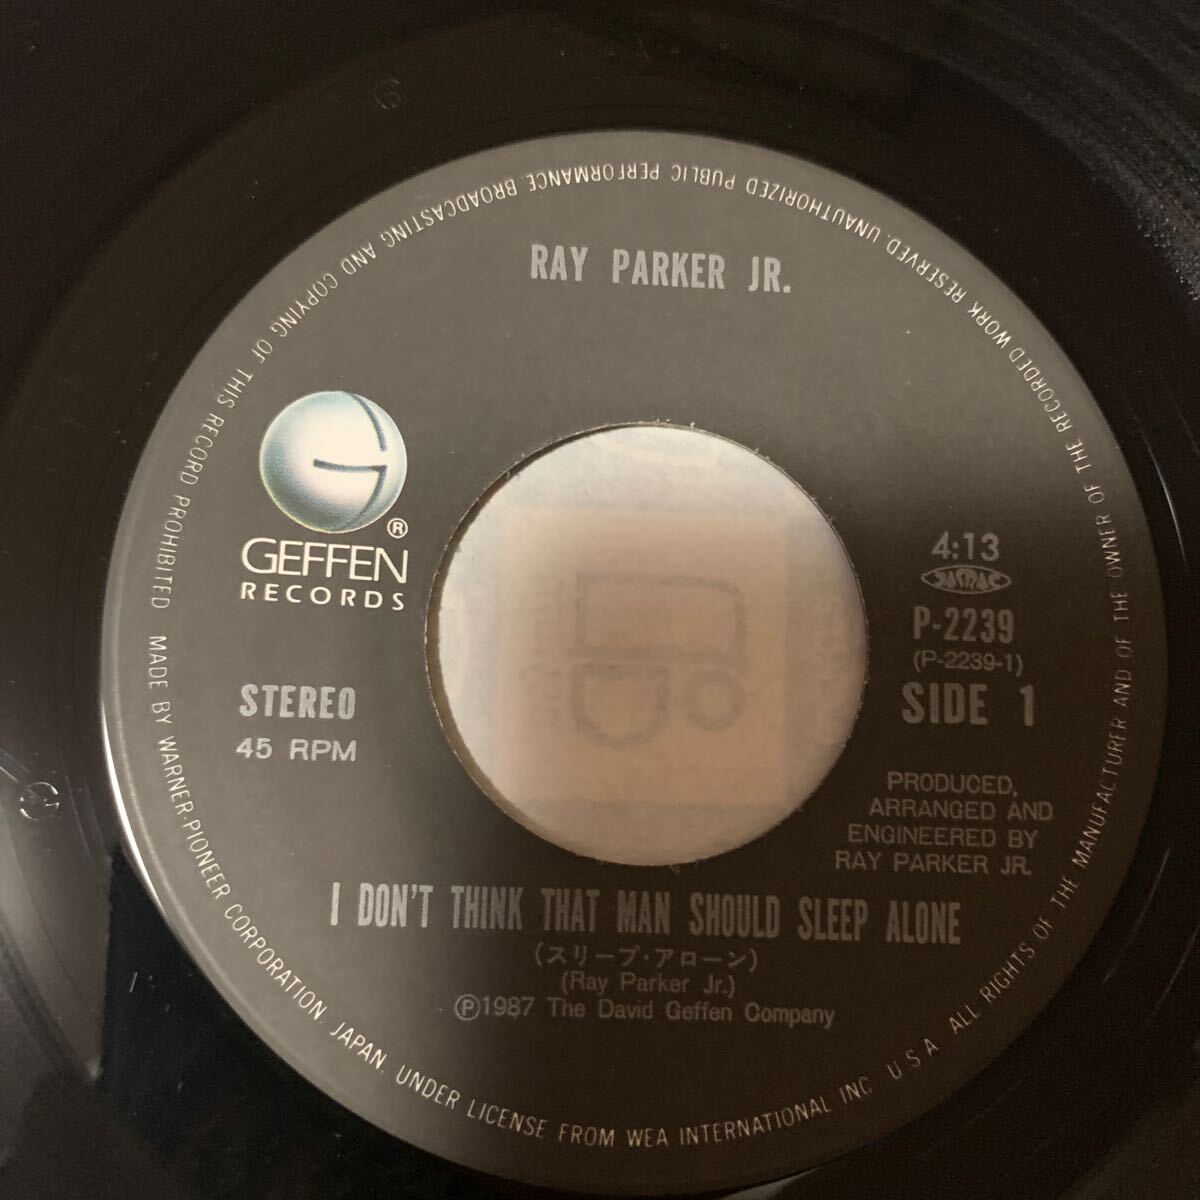 RAY PARKER JR.
GEFFEN
RECORDS
STEREO
45 RPM
4:13
JASRAC
P-2239
(P-2239-1)
SIDE 1
PRODUCED,
ARRANGED AND
ENGINEERED BY
RAY PARKER JR.
I DON'T THINK THAT MAN SHOULD SLEEP ALONE
(スリープ・アローン)
(Ray Parker Jr.)
Ⓟ1987 The David Geffen Company
MADE BY WARNER-PIONEER CORPORATION, JAPAN, UNDER LICENSE FROM WEA INTERNATIONAL INC. U S A ALL RIGHTS OF THE MANUFACTURER AND OF THE OWNER OF THE RECORDED WORK RESERVED. UNAUTHORIZED PUBLIC PERFORMANCE, BROADCASTING AND COPYING OF THIS RECORD PROHIBITED